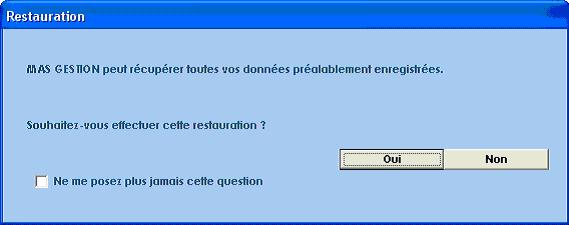 Restauration
MAS GESTION peut récupérer toutes vos données préalablement enregistrées.
Souhaitez-vous effectuer cette restauration ?
Oui Non
Ne me posez plus jamais cette question